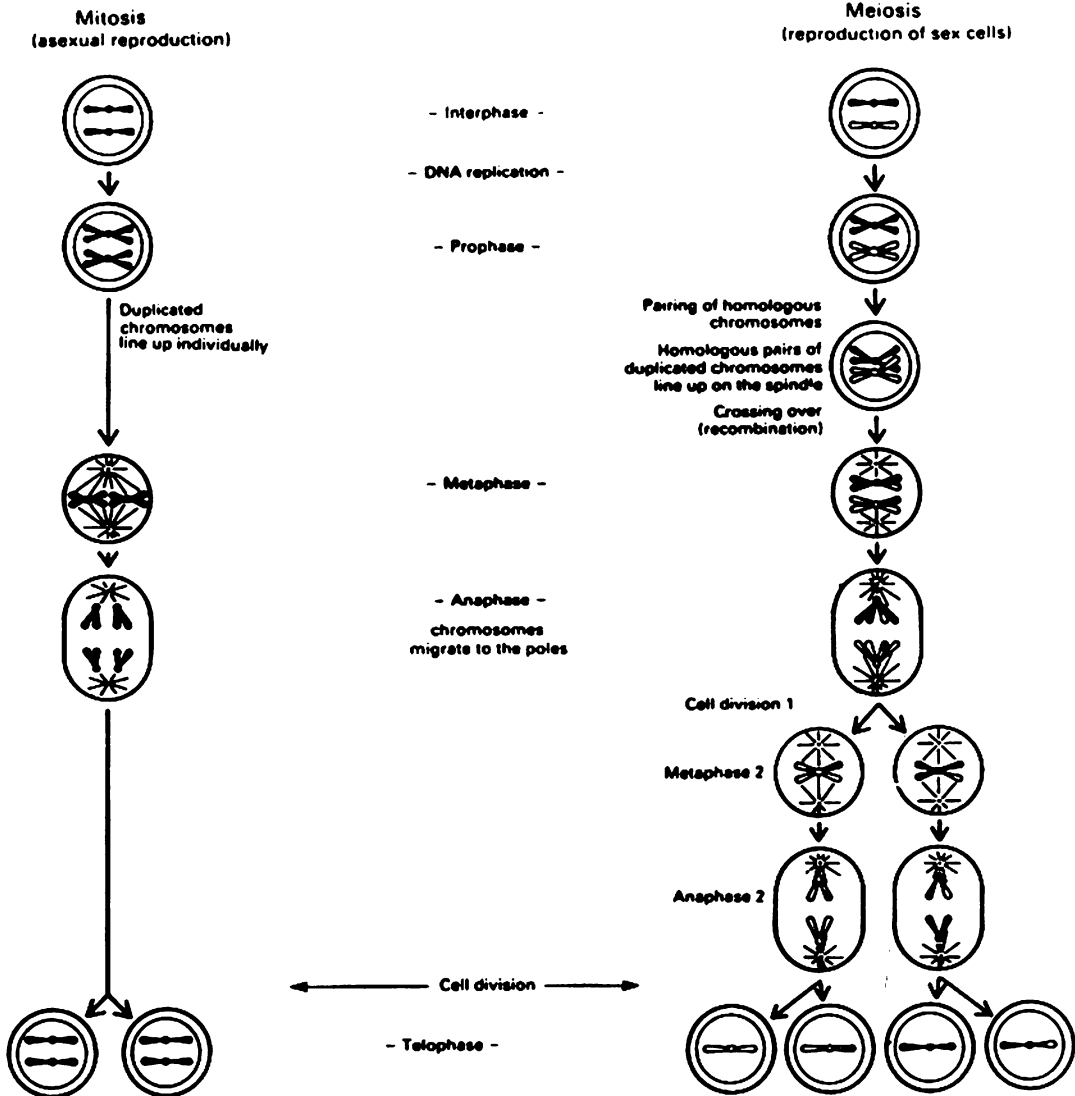 Mitosis
(asexual reproduction)
Meiosis
(reproduction of sex cells)
- Interphase -
- DNA replication -
- Prophase -
Duplicated
chromosomes
line up individually
Pairing of homologous
chromosomes
Homologous pairs of
duplicated chromosomes
line up on the spindle
Crossing over
(recombination)
- Metaphase -
- Anaphase -
chromosomes
migrate to the poles
Cell division 1
Metaphase 2
Anaphase 2
Cell division
- Telophase -